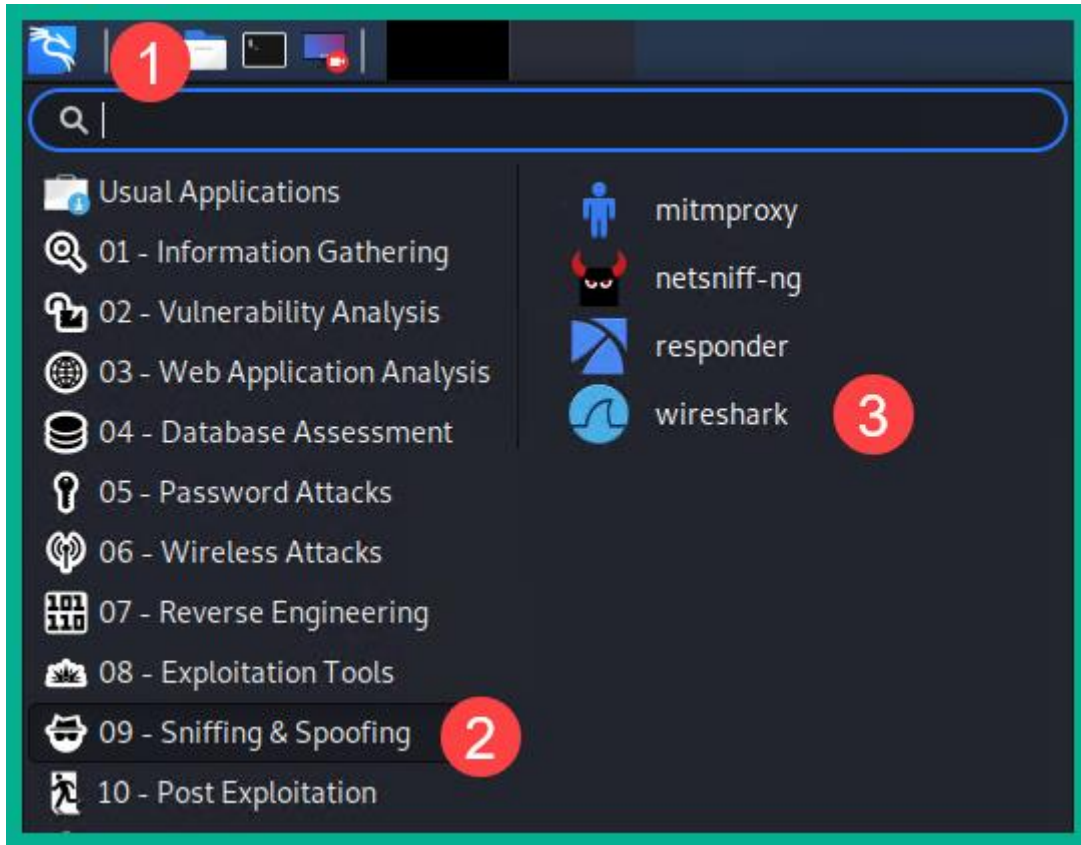 1
Usual Applications
01 - Information Gathering
02 - Vulnerability Analysis
03 - Web Application Analysis
04 - Database Assessment
05 - Password Attacks
06 - Wireless Attacks
101
110
07 - Reverse Engineering
08 - Exploitation Tools
09 - Sniffing & Spoofing
2
10 - Post Exploitation
mitmproxy
netsniff-ng
responder
wireshark
3